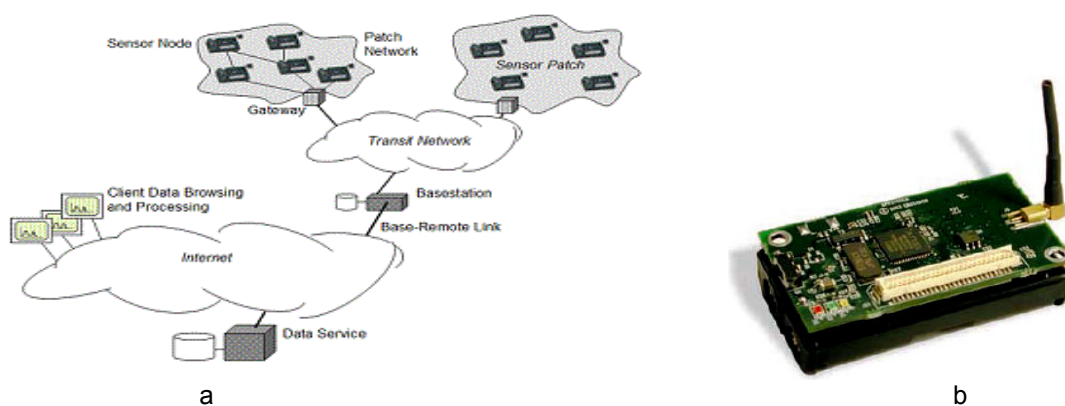 Sensor Node
Patch
Network
Sensor Patch
Gateway
Transit Network
Client Data Browsing
and Processing
Basestation
Base-Remote Link
Internet
Data Service
a
b